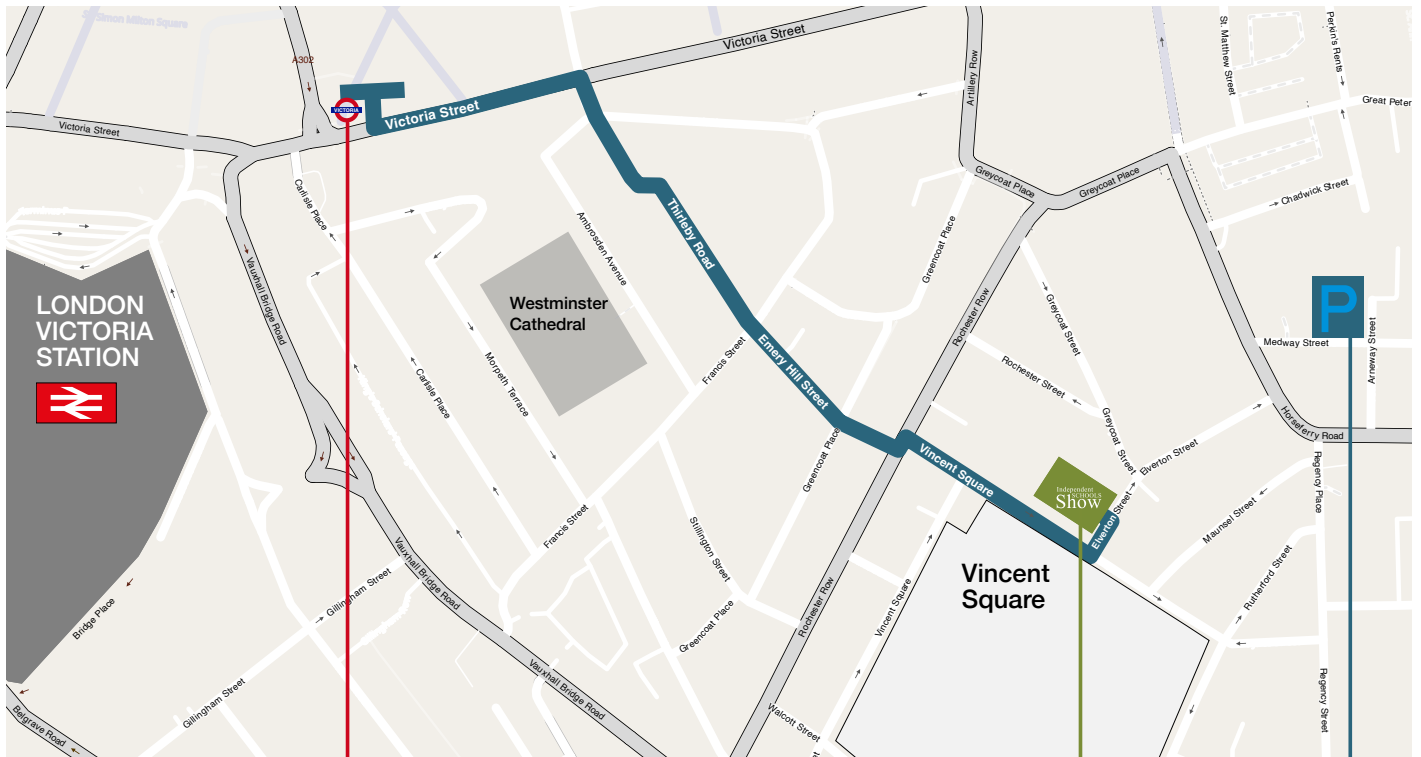 St. Simon Milton Square
A302
Victoria Street
Victoria Street
Victoria Street
VICTORIA
Artillery Row
St. Matthew Street
Perkin's Rents
Great Peter
Greycoat Place
Greycoat Place
Chadwick Street
Carlisle Place
Ambrosden Avenue
Thirleby Road
Greencoat Place
Vauxhall Bridge Road
LONDON
VICTORIA
STATION
Westminster
Cathedral
P
Rochester Row
Greycoat Street
Medway Street
Arneway Street
Francis Street
Emery Hill Street
Morpeth Terrace
Carlisle Place
Rochester Street
Greycoat Street
Horseferry Road
Greencoat Place
Vincent Square
Elverton Street
Regency Place
Independent
SCHOOLS
Show
Elverton Street
Maunsel Street
Francis Street
Stillington Street
Vauxhall Bridge Road
Gillingham Street
Vincent
Square
Rutherford Street
Bridge Place
Greencoat Place
Rochester Row
Vincent Square
Gillingham Street
Vauxhall Bridge Road
Regency Street
Walcott Street
Belgrave Road